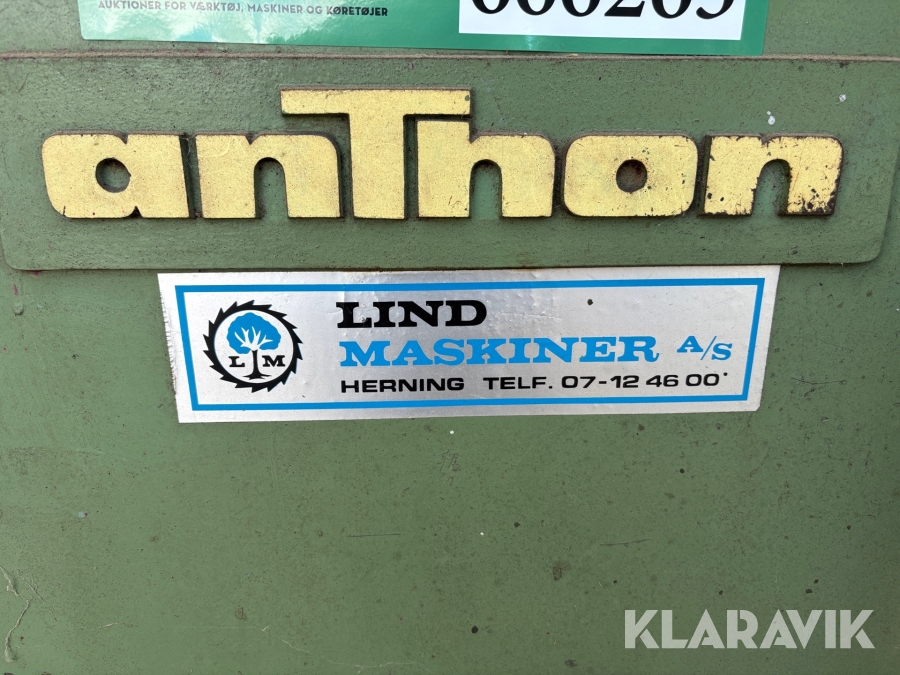 AUKTIONER FOR VÆRKTØJ, MASKINER OG KØRETØJER
anThon
LIND
MASKINER A/S
L M
HERNING TELF. 07-12 46 00
KLARAVIK